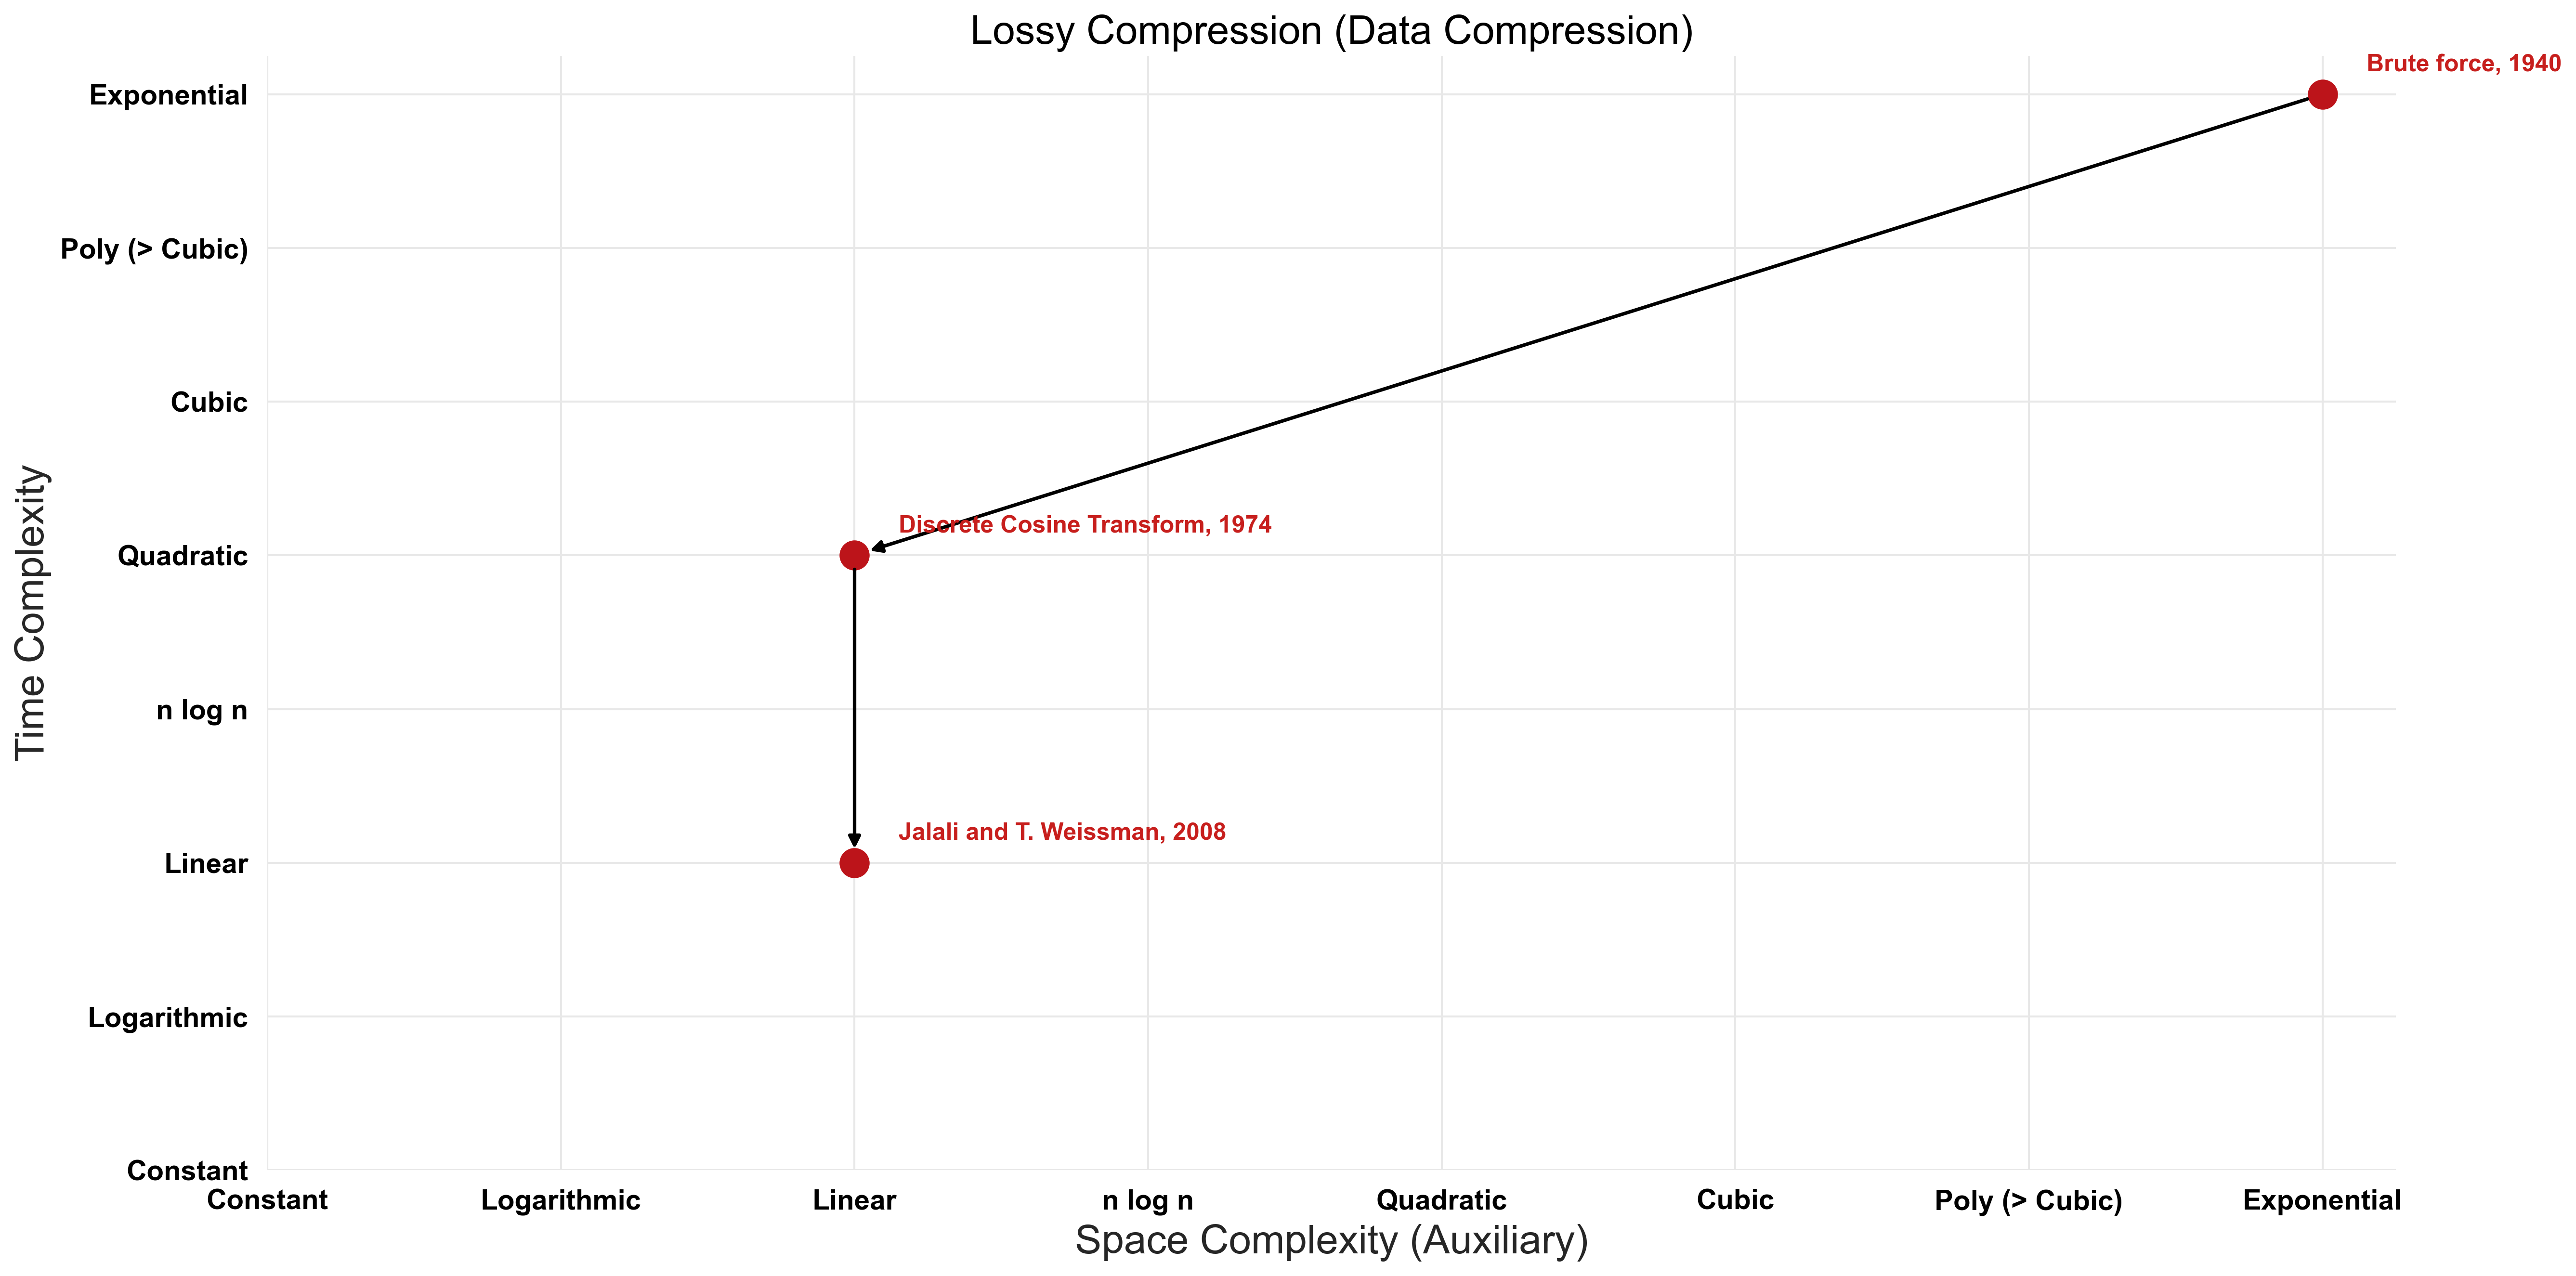 Lossy Compression (Data Compression)
Brute force, 1940
Exponential
Poly (> Cubic)
Cubic
Discrete Cosine Transform, 1974
Quadratic
n log n
Jalali and T. Weissman, 2008
Linear
Logarithmic
Constant
Time Complexity
Constant Logarithmic Linear n log n Quadratic Cubic Poly (> Cubic) Exponential
Space Complexity (Auxiliary)